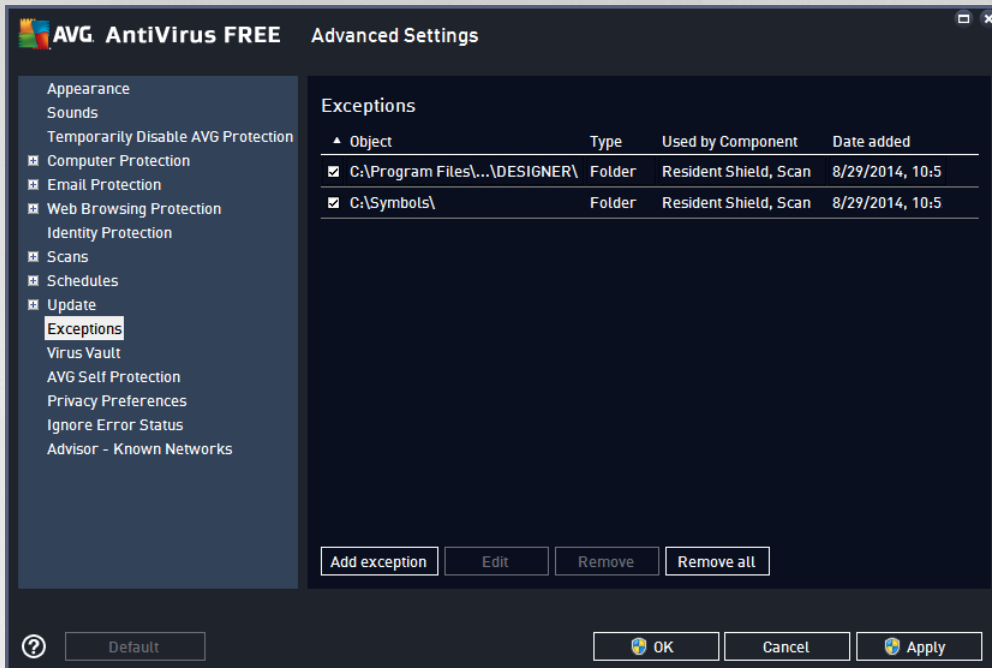 AVG AntiVirus FREE Advanced Settings
Appearance
Sounds
Temporarily Disable AVG Protection
Computer Protection
Email Protection
Web Browsing Protection
Identity Protection
Scans
Schedules
Update
Exceptions
Virus Vault
AVG Self Protection
Privacy Preferences
Ignore Error Status
Advisor - Known Networks
Exceptions
Object Type Used by Component Date added
C:\Program Files\...\DESIGNER\ Folder Resident Shield, Scan 8/29/2014, 10:5
C:\Symbols\ Folder Resident Shield, Scan 8/29/2014, 10:5
Add exception Edit Remove Remove all
? Default OK Cancel Apply